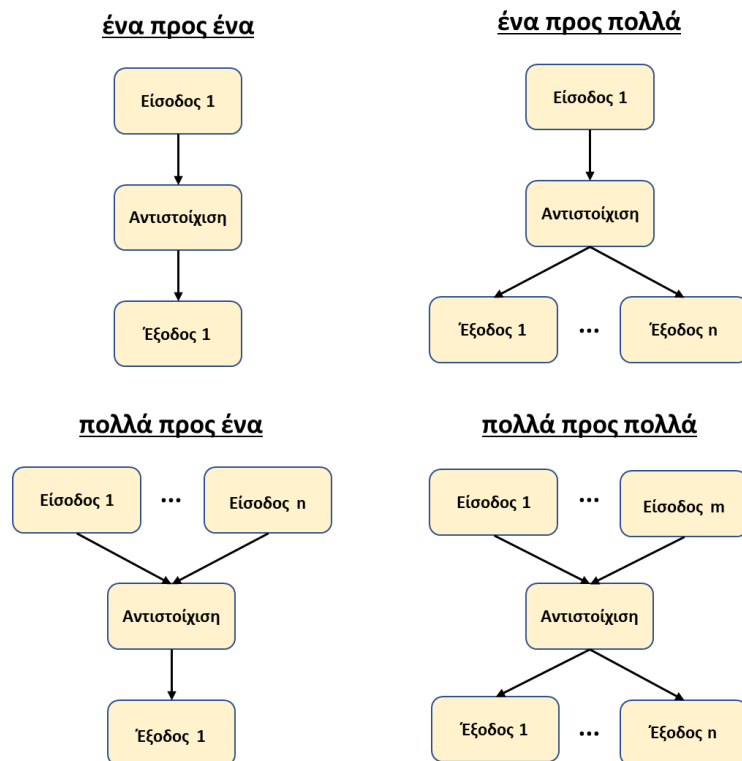 ένα προς ένα
Είσοδος 1
Αντιστοίχιση
Έξοδος 1
ένα προς πολλά
Είσοδος 1
Αντιστοίχιση
Έξοδος 1 ... Έξοδος n
πολλά προς ένα
Είσοδος 1 ... Είσοδος n
Αντιστοίχιση
Έξοδος 1
πολλά προς πολλά
Είσοδος 1 ... Είσοδος m
Αντιστοίχιση
Έξοδος 1 ... Έξοδος n